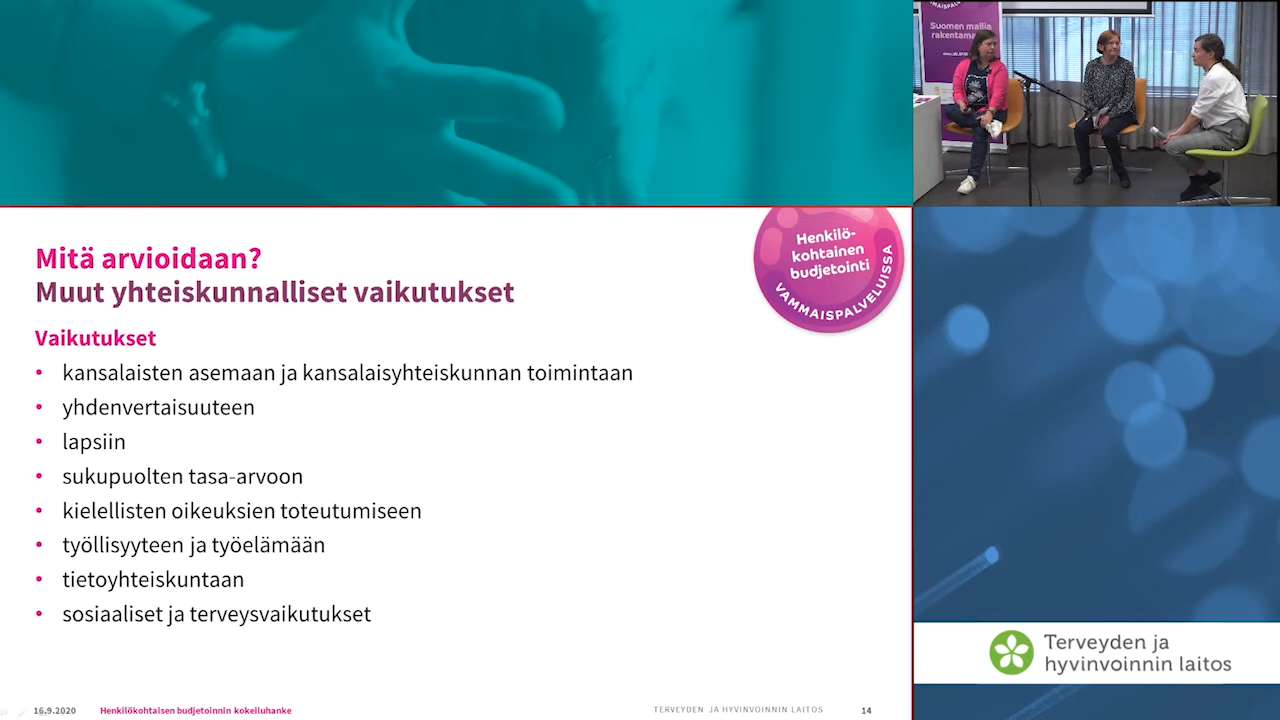 Suomen mallia
rakentamassa
Mitä arvioidaan?
Muut yhteiskunnalliset vaikutukset
Henkilö-
kohtainen
budjetointi
VAMMAISPALVELUISSA
Vaikutukset
• kansalaisten asemaan ja kansalaisyhteiskunnan toimintaan
• yhdenvertaisuuteen
• lapsiin
• sukupuolten tasa-arvoon
• kielellisten oikeuksien toteutumiseen
• työllisyyteen ja työelämään
• tietoyhteiskuntaan
• sosiaaliset ja terveysvaikutukset
Terveyden ja
hyvinvoinnin laitos
16.9.2020 Henkilökohtaisen budjetoinnin kokeiluhanke TERVEYDEN JA HYVINVOINNIN LAITOS 14